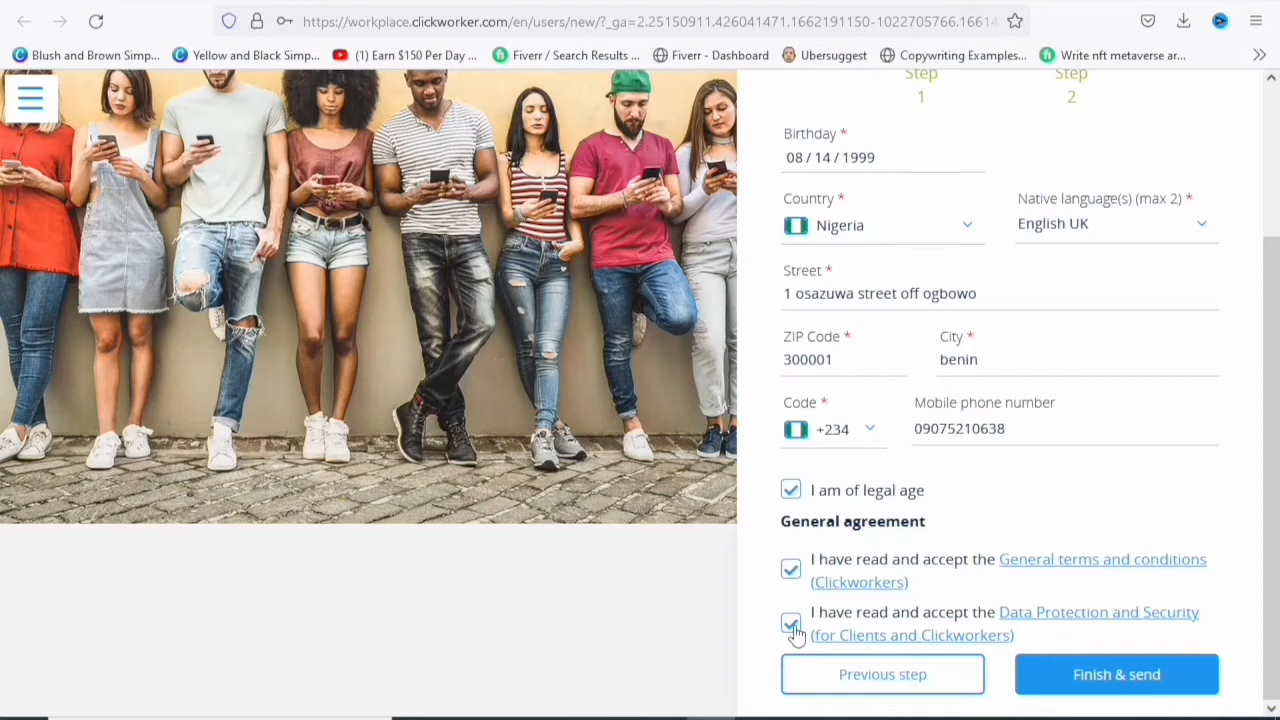 https://workplace.clickworker.com/en/users/new/?_ga=2.25150911.426041471.1662191150-1022705766.16614
Blush and Brown Simp...
Yellow and Black Simp...
(1) Earn $150 Per Day ...
Fiverr / Search Results ...
Fiverr - Dashboard
Ubersuggest
Copywriting Examples...
Write nft metaverse ar...
Step
1
Step
2
Birthday *
08 / 14 / 1999
Country *
Native language(s) (max 2) *
Nigeria
English UK
Street *
1 osazuwa street off ogbowo
ZIP Code *
City *
300001
benin
Code *
Mobile phone number
+234
09075210638
I am of legal age
General agreement
I have read and accept the General terms and conditions
(Clickworkers)
I have read and accept the Data Protection and Security
(for Clients and Clickworkers)
Previous step
Finish & send